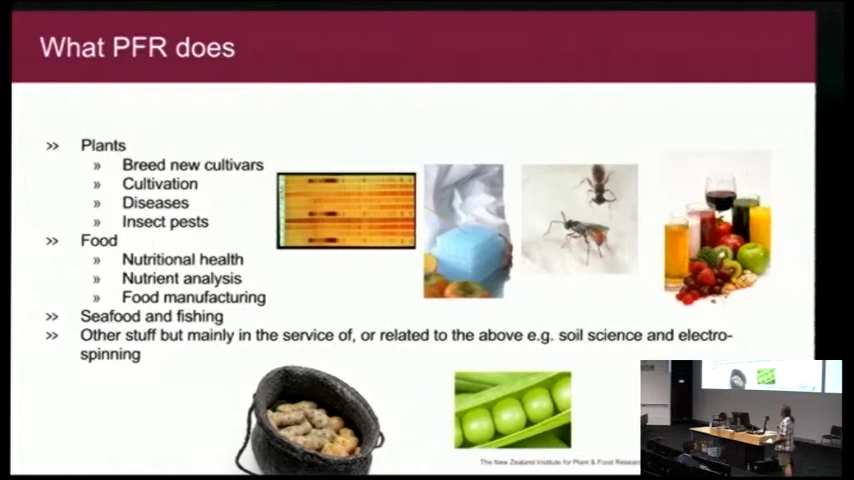 What PFR does
» Plants
» Breed new cultivars
» Cultivation
» Diseases
» Insect pests
» Food
» Nutritional health
» Nutrient analysis
» Food manufacturing
» Seafood and fishing
» Other stuff but mainly in the service of, or related to the above e.g. soil science and electro-
spinning
The New Zealand Institute for Plant & Food Resear